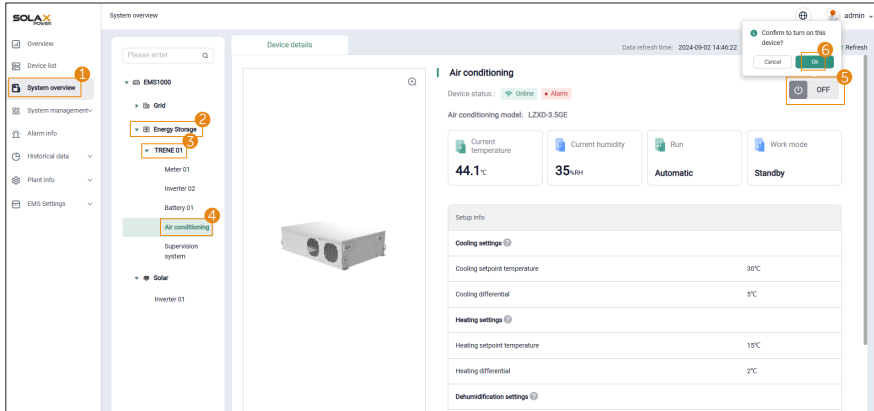 SOLAX
POWER
System overview
admin
Overview
Device list
System overview
System management
Alarm info
Historical data
Plant info
EMS Settings
1
Please enter
EMS1000
Grid
2
Energy Storage
3
TRENE 01
Meter 01
Inverter 02
Battery 01
4
Air conditioning
Supervision
system
Solar
Inverter 01
Device details
Data refresh time: 2024-09-02 14:46:22
Refresh
Confirm to turn on this
device?
6
Cancel
Ok
5
OFF
Air conditioning
Device status : Online Alarm
Air conditioning model: LZXD-3.5GE
Current
temperature
44.1℃
Current humidity
35%RH
Run
Automatic
Work mode
Standby
Setup info
Cooling settings ?
Cooling setpoint temperature 30℃
Cooling differential 5℃
Heating settings ?
Heating setpoint temperature 15℃
Heating differential 2℃
Dehumidification settings ?